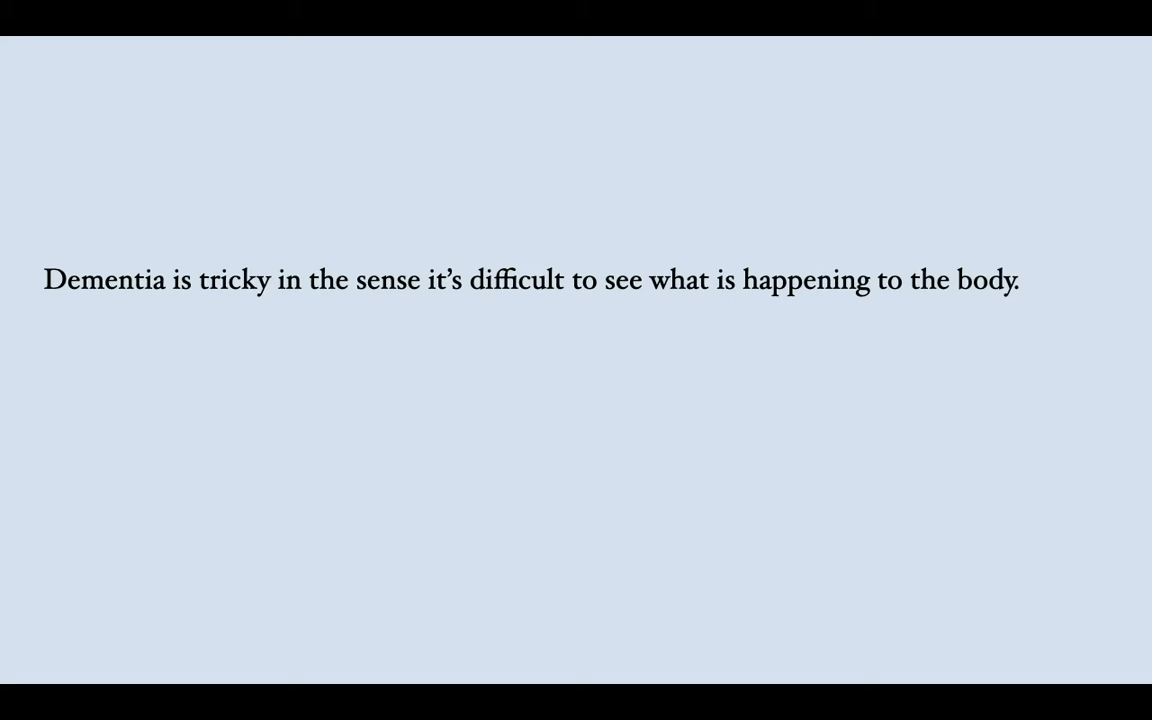 Dementia is tricky in the sense it’s difficult to see what is happening to the body.